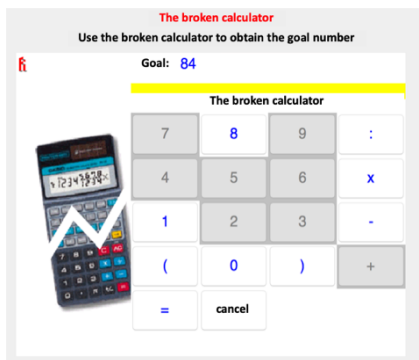 The broken calculator
Use the broken calculator to obtain the goal number
Goal: 84
The broken calculator
7 8 9 :
4 5 6 x
1 2 3 -
( 0 ) +
= cancel